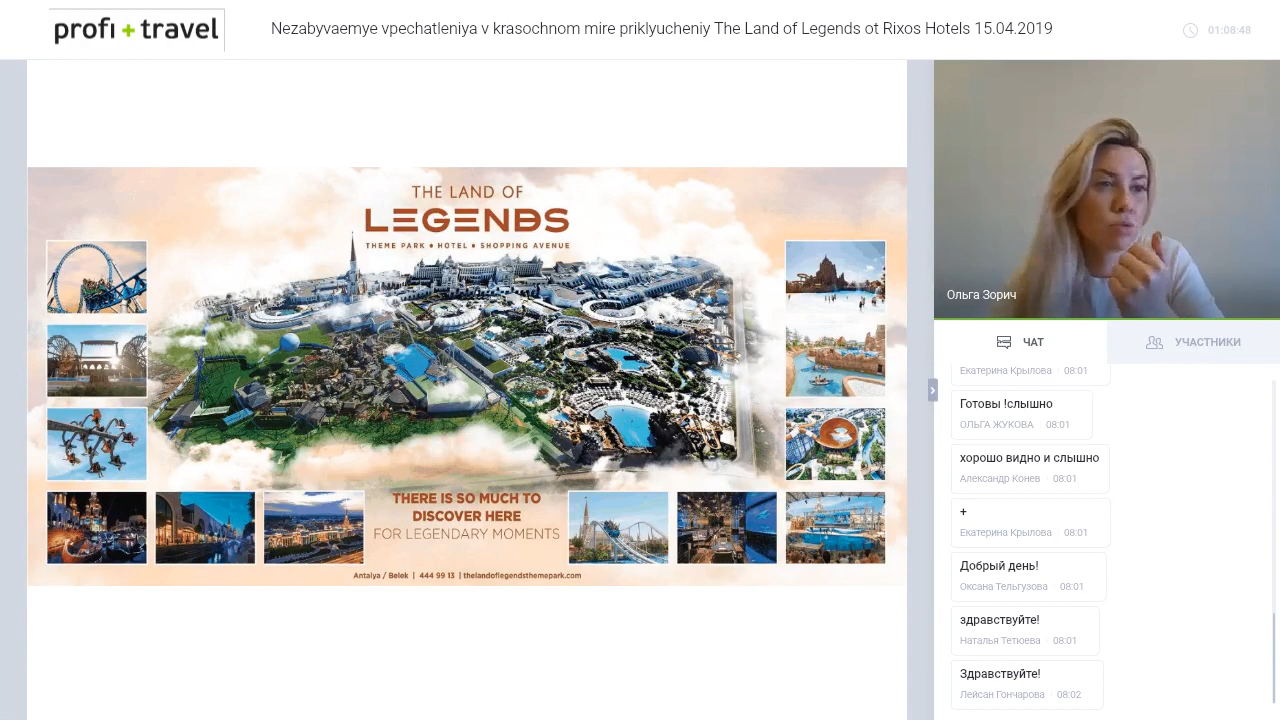 profi + travel
Nezabyvaemye vpechatleniya v krasochnom mire priklyucheniy The Land of Legends ot Rixos Hotels 15.04.2019
01:08:48
THE LAND OF
LEGENDS
THEME PARK • HOTEL • SHOPPING AVENUE
THERE IS SO MUCH TO
DISCOVER HERE
FOR LEGENDARY MOMENTS
Antalya / Belek | 444 99 13 | thelandoflegendsthemepark.com
Ольга Зорич
ЧАТ
УЧАСТНИКИ
Екатерина Крылова · 08:01
Готовы !слышно
ОЛЬГА ЖУКОВА · 08:01
хорошо видно и слышно
Александр Конев · 08:01
+
Екатерина Крылова · 08:01
Добрый день!
Оксана Тельгузова · 08:01
здравствуйте!
Наталья Тетюева · 08:01
Здравствуйте!
Лейсан Гончарова · 08:02